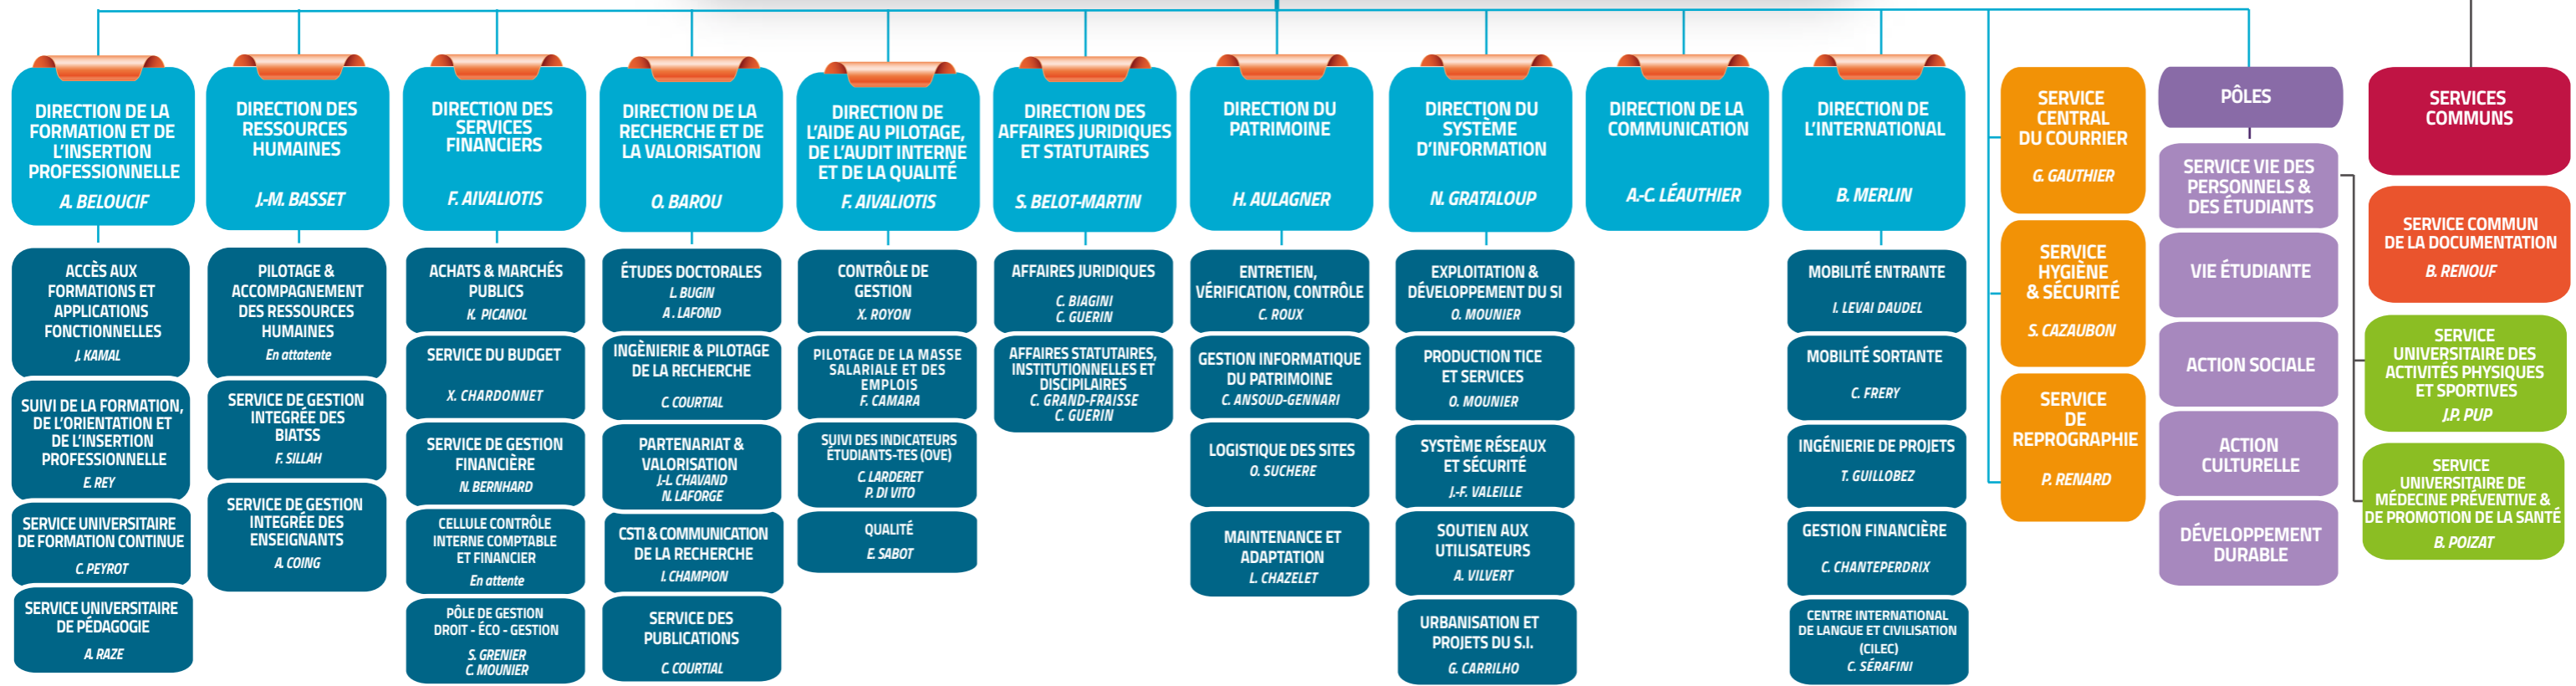 DIRECTION DE LA
FORMATION ET DE
L'INSERTION
PROFESSIONNELLE
A. BELOUCIF
ACCÈS AUX
FORMATIONS ET
APPLICATIONS
FONCTIONNELLES
J. KAMAL
SUIVI DE LA FORMATION,
DE L'ORIENTATION ET
DE L'INSERTION
PROFESSIONNELLE
E. REY
SERVICE UNIVERSITAIRE
DE FORMATION CONTINUE
C. PEYROT
SERVICE UNIVERSITAIRE
DE PÉDAGOGIE
A. RAZE
DIRECTION DES
RESSOURCES
HUMAINES
J.-M. BASSET
PILOTAGE &
ACCOMPAGNEMENT
DES RESSOURCES
HUMAINES
En attatente
SERVICE DE GESTION
INTEGRÉE DES
BIATSS
F. SILLAH
SERVICE DE GESTION
INTEGRÉE DES
ENSEIGNANTS
A. COING
DIRECTION DES
SERVICES
FINANCIERS
F. AIVALIOTIS
ACHATS & MARCHÉS
PUBLICS
K. PICANOL
SERVICE DU BUDGET
X. CHARDONNET
SERVICE DE GESTION
FINANCIÈRE
N. BERNHARD
CELLULE CONTRÔLE
INTERNE COMPTABLE
ET FINANCIER
En attente
PÔLE DE GESTION
DROIT - ÉCO - GESTION
S. GRENIER
C. MOUNIER
DIRECTION DE LA
RECHERCHE ET DE
LA VALORISATION
O. BAROU
ÉTUDES DOCTORALES
L. BUGIN
A . LAFOND
INGÈNIERIE & PILOTAGE
DE LA RECHERCHE
C. COURTIAL
PARTENARIAT &
VALORISATION
J.-L. CHAVAND
N. LAFORGE
CSTI & COMMUNICATION
DE LA RECHERCHE
I. CHAMPION
SERVICE DES
PUBLICATIONS
C. COURTIAL
DIRECTION DE
L'AIDE AU PILOTAGE,
DE L'AUDIT INTERNE
ET DE LA QUALITÉ
F. AIVALIOTIS
CONTRÔLE DE
GESTION
X. ROYON
PILOTAGE DE LA MASSE
SALARIALE ET DES
EMPLOIS
F. CAMARA
SUIVI DES INDICATEURS
ÉTUDIANTS-TES (OVE)
C. LARDERET
P. DI VITO
QUALITÉ
E. SABOT
DIRECTION DES
AFFAIRES JURIDIQUES
ET STATUTAIRES
S. BELOT-MARTIN
AFFAIRES JURIDIQUES
C. BIAGINI
C. GUERIN
AFFAIRES STATUTAIRES,
INSTITUTIONNELLES ET
DISCIPILAIRES
C. GRAND-FRAISSE
C. GUERIN
DIRECTION DU
PATRIMOINE
H. AULAGNER
ENTRETIEN,
VÉRIFICATION, CONTRÔLE
C. ROUX
GESTION INFORMATIQUE
DU PATRIMOINE
C. ANSOUD-GENNARI
LOGISTIQUE DES SITES
O. SUCHERE
MAINTENANCE ET
ADAPTATION
L. CHAZELET
DIRECTION DU
SYSTÈME
D'INFORMATION
N. GRATALOUP
EXPLOITATION &
DÉVELOPPEMENT DU SI
O. MOUNIER
PRODUCTION TICE
ET SERVICES
O. MOUNIER
SYSTÈME RÉSEAUX
ET SÉCURITÉ
J.-F. VALEILLE
SOUTIEN AUX
UTILISATEURS
A. VILVERT
URBANISATION ET
PROJETS DU S.I.
G. CARRILHO
DIRECTION DE LA
COMMUNICATION
A.-C. LÉAUTHIER
DIRECTION DE
L'INTERNATIONAL
B. MERLIN
MOBILITÉ ENTRANTE
I. LEVAI DAUDEL
MOBILITÉ SORTANTE
C. FRERY
INGÉNIERIE DE PROJETS
T. GUILLOBEZ
GESTION FINANCIÈRE
C. CHANTEPERDRIX
CENTRE INTERNATIONAL
DE LANGUE ET CIVILISATION
(CILEC)
C. SÉRAFINI
SERVICE
CENTRAL
DU COURRIER
G. GAUTHIER
SERVICE
HYGIÈNE
& SÉCURITÉ
S. CAZAUBON
SERVICE
DE
REPROGRAPHIE
P. RENARD
PÔLES
SERVICE VIE DES
PERSONNELS &
DES ÉTUDIANTS
VIE ÉTUDIANTE
ACTION SOCIALE
ACTION
CULTURELLE
DÉVELOPPEMENT
DURABLE
SERVICES
COMMUNS
SERVICE COMMUN
DE LA DOCUMENTATION
B. RENOUF
SERVICE
UNIVERSITAIRE DES
ACTIVITÉS PHYSIQUES
ET SPORTIVES
J.P. PUP
SERVICE
UNIVERSITAIRE DE
MÉDECINE PRÉVENTIVE &
DE PROMOTION DE LA SANTÉ
B. POIZAT